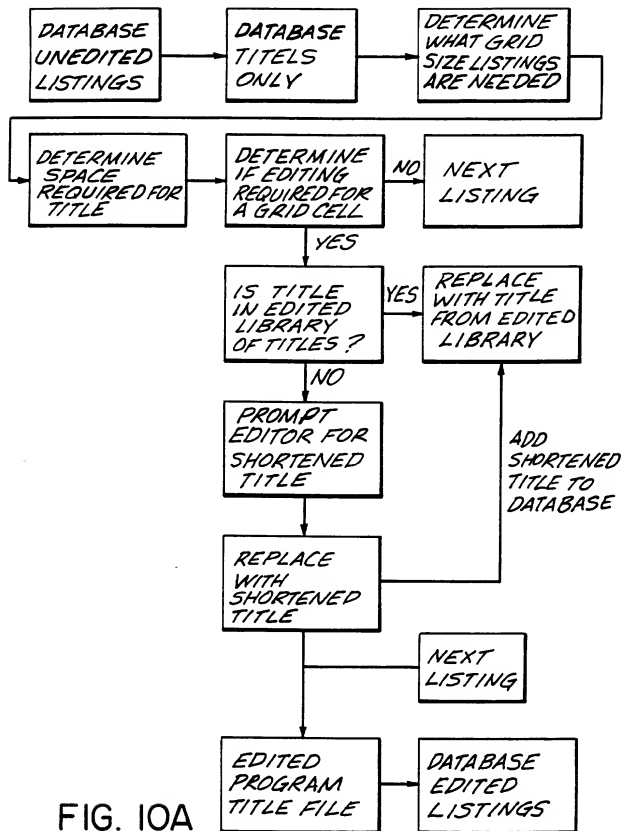 DATABASE
UNEDITED
LISTINGS
DATABASE
TITELS
ONLY
DETERMINE
WHAT GRID
SIZE LISTINGS
ARE NEEDED
DETERMINE
SPACE
REQUIRED FOR
TITLE
DETERMINE
IF EDITING
REQUIRED FOR
A GRID CELL
NO
NEXT
LISTING
YES
IS TITLE
IN EDITED
LIBRARY
OF TITLES?
YES
REPLACE
WITH TITLE
FROM EDITED
LIBRARY
NO
PROMPT
EDITOR FOR
SHORTENED
TITLE
ADD
SHORTENED
TITLE TO
DATABASE
REPLACE
WITH
SHORTENED
TITLE
NEXT
LISTING
EDITED
PROGRAM
TITLE FILE
DATABASE
EDITED
LISTINGS
FIG. 10A